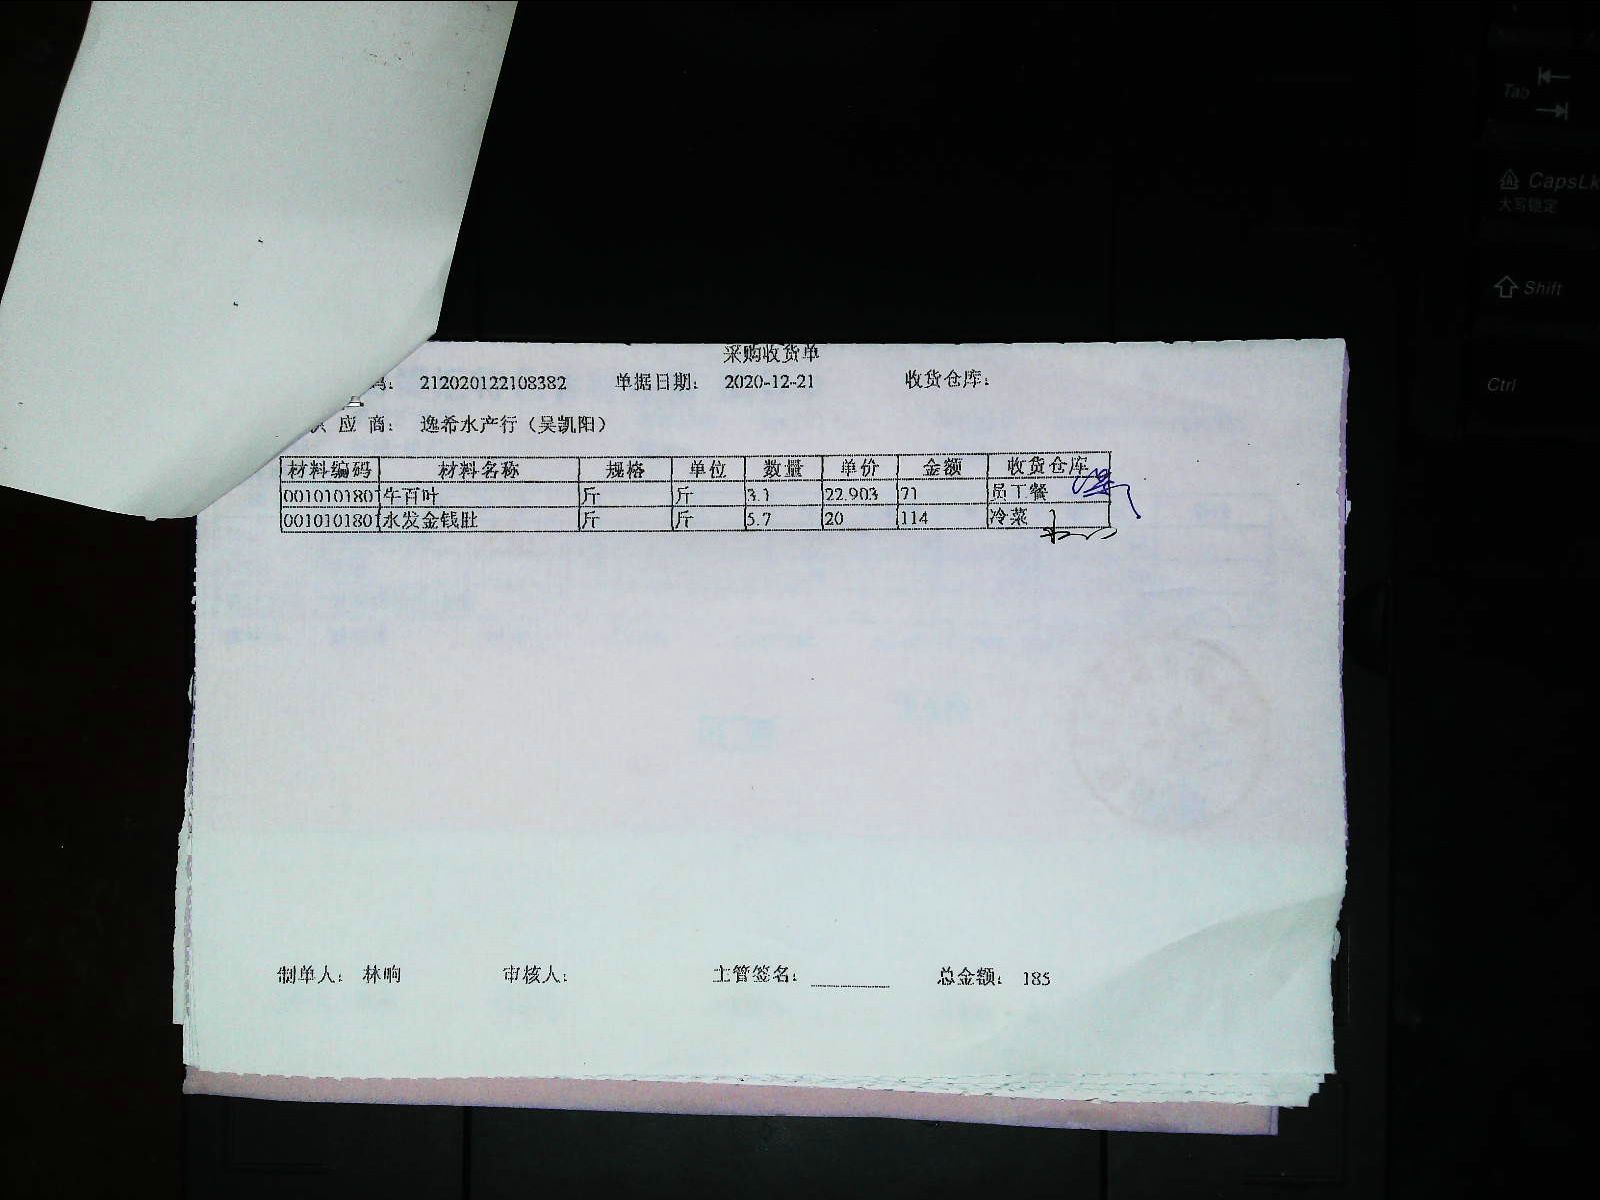 采购收货单
码： 212020122108382 单据日期： 2020-12-21 收货仓库：
供 应 商： 逸希水产行（吴凯阳）
材料编码 材料名称 规格 单位 数量 单价 金额 收货仓库
0010101801 牛百叶 斤 斤 3.1 22.903 71 员工餐
0010101801 水发金钱肚 斤 斤 5.7 20 114 冷菜
制单人： 林响 审核人： 主管签名： 总金额： 185
Tab
CapsLk
大写锁定
Shift
Ctrl